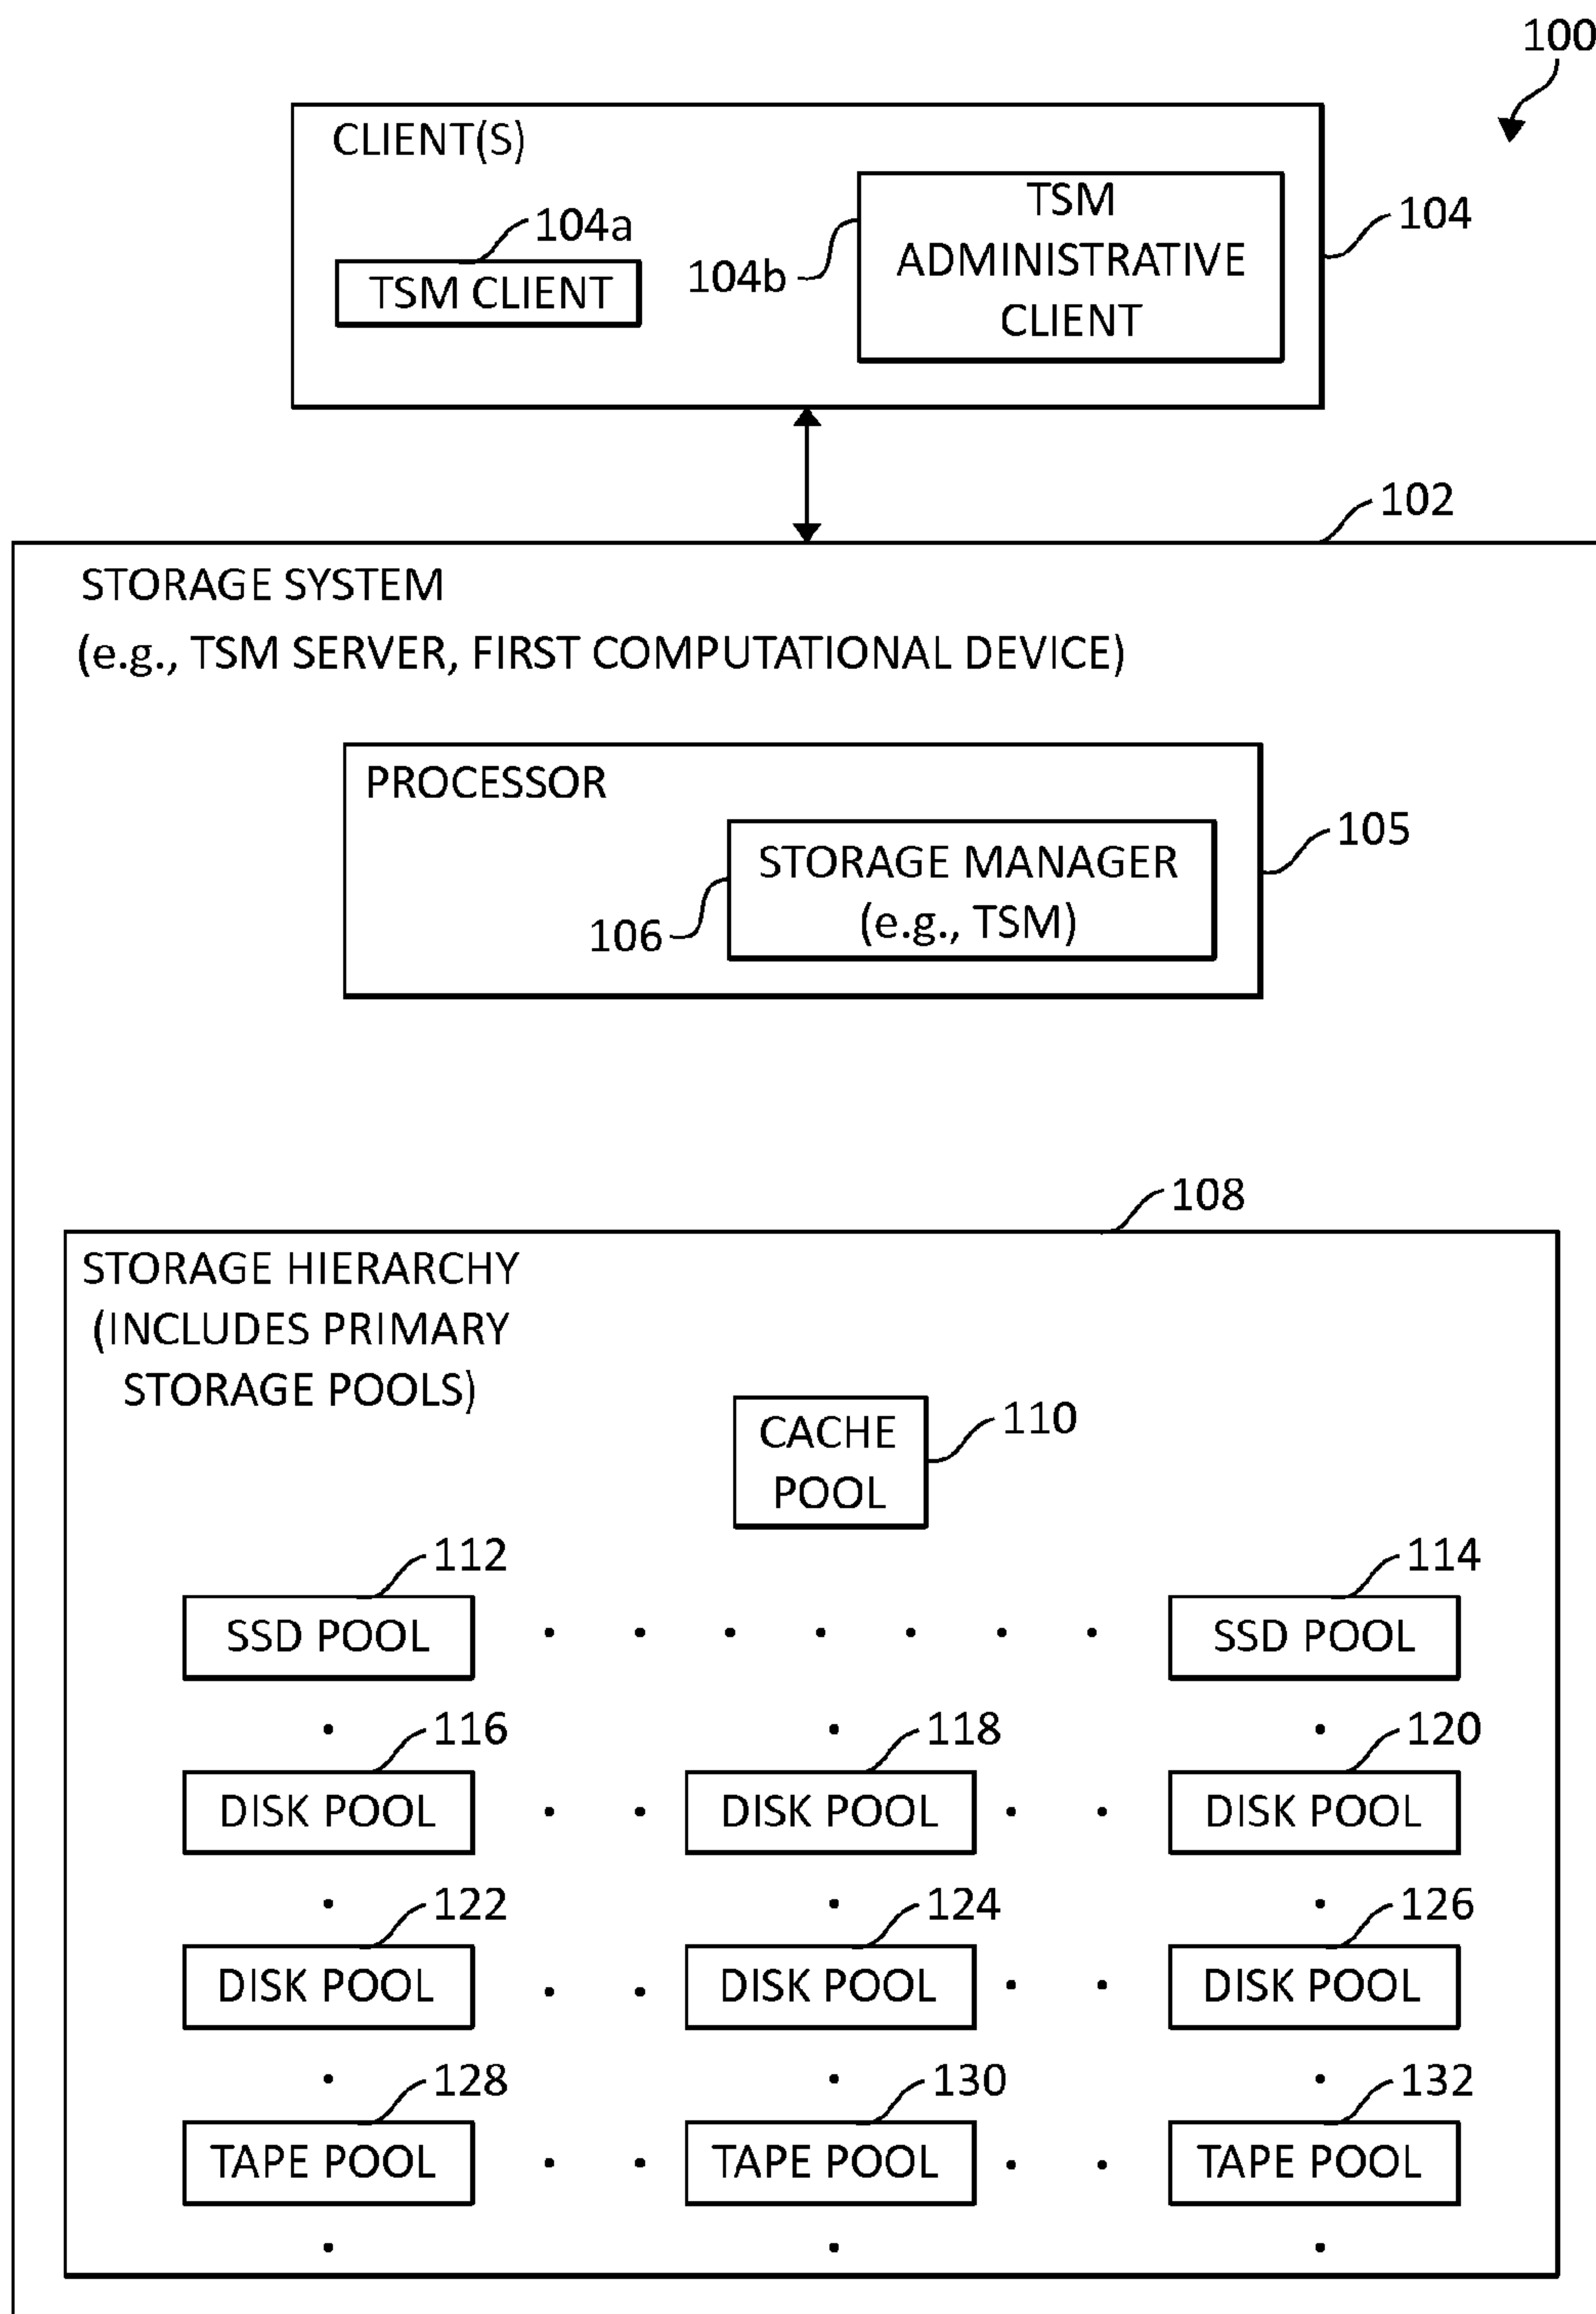 100
CLIENT(S)
104a
TSM CLIENT
104b
TSM
ADMINISTRATIVE
CLIENT
104
102
STORAGE SYSTEM
(e.g., TSM SERVER, FIRST COMPUTATIONAL DEVICE)
PROCESSOR
105
STORAGE MANAGER
(e.g., TSM)
106
108
STORAGE HIERARCHY
(INCLUDES PRIMARY
STORAGE POOLS)
CACHE
POOL
110
112
114
SSD POOL
SSD POOL
116
118
120
DISK POOL
DISK POOL
DISK POOL
122
124
126
DISK POOL
DISK POOL
DISK POOL
128
130
132
TAPE POOL
TAPE POOL
TAPE POOL